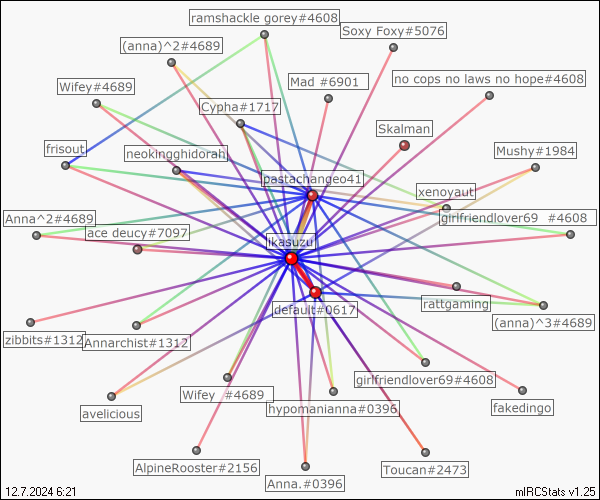 ramshackle gorey#4608
Soxy Foxy#5076
(anna)^2#4689
Mad #6901
no cops no laws no hope#4608
Wifey#4689
Cypha#1717
Skalman
frisout
neokingghidorah
Mushy#1984
pastachangeo41
xenoyaut
Anna^2#4689
girlfriendlover69 #4608
ace deucy#7097
ikasuzu
rattgaming
default#0617
(anna)^3#4689
zibbits#1312
Annarchist#1312
girlfriendlover69#4608
Wifey #4689
hypomanianna#0396
fakedingo
avelicious
AlpineRooster#2156
Toucan#2473
Anna.#0396
12.7.2024 6:21
mIRCStats v1.25